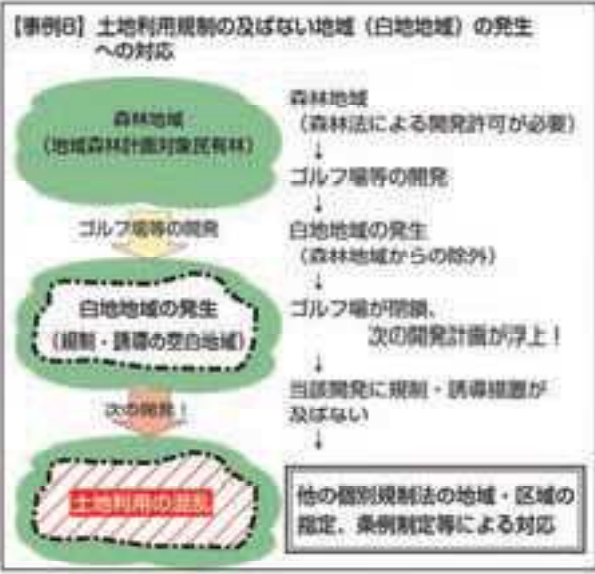 【事例8】土地利用規制の及ばない地域（白地地域）の発生
への対応
森林地域
（地域森林計画対象民有林）
ゴルフ場等の開発
白地地域の発生
（規制・誘導の空白地域）
次の開発！
土地利用の混乱
森林地域
（森林法による開発許可が必要）
↓
ゴルフ場等の開発
↓
白地地域の発生
（森林地域からの除外）
↓
ゴルフ場が閉鎖、
次の開発計画が浮上！
↓
当該開発に規制・誘導措置が
及ばない
↓
他の個別規制法の地域・区域の
指定、条例制定等による対応